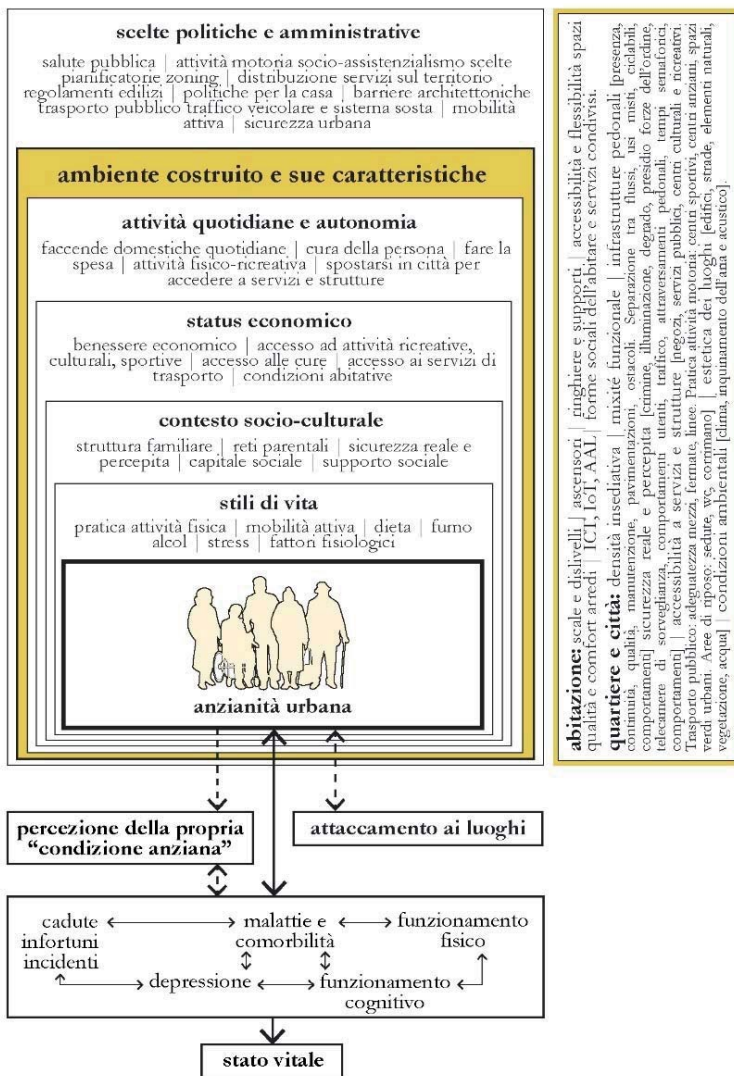 scelte politiche e amministrative
salute pubblica | attività motoria socio-assistenzialismo scelte
pianificatorie zoning | distribuzione servizi sul territorio
regolamenti edilizi | politiche per la casa | barriere architettoniche
trasporto pubblico traffico veicolare e sistema sosta | mobilità
attiva | sicurezza urbana
ambiente costruito e sue caratteristiche
attività quotidiane e autonomia
faccende domestiche quotidiane | cura della persona | fare la
spesa | attività fisico-ricreativa | spostarsi in città per
accedere a servizi e strutture
status economico
benessere economico | accesso ad attività ricreative,
culturali, sportive | accesso alle cure | accesso ai servizi di
trasporto | condizioni abitative
contesto socio-culturale
struttura familiare | reti parentali | sicurezza reale e
percepita | capitale sociale | supporto sociale
stili di vita
pratica attività fisica | mobilità attiva | dieta | fumo
alcol | stress | fattori fisiologici
anzianità urbana
percezione della propria
“condizione anziana”
attaccamento ai luoghi
cadute
infortuni
incidenti
malattie e
comorbilità
funzionamento
fisico
depressione
funzionamento
cognitivo
stato vitale
abitazione: scale e dislivelli | ascensori | ringhiere e supporti | accessibilità e flessibilità spazi
qualità e comfort arredi | ICT, IoT, AAL | forme sociali dell'abitare e servizi condivisi.
quartiere e città: densità insediativa | mixité funzionale | infrastrutture pedonali [presenza,
continuità, qualità, manutenzione, pavimentazioni, ostacoli. Separazione tra flussi, usi misti, ciclabili,
comportamenti] sicurezza reale e percepita [crimine, illuminazione, degrado, presidio forze dell'ordine,
telecamere di sorveglianza, comportamenti utenti, traffico, attraversamenti pedonali, tempi semaforici,
comportamenti] | accessibilità a servizi e strutture [negozi, servizi pubblici, centri culturali e ricreativi.
Trasporto pubblico: adeguatezza mezzi, fermate, linee. Pratica attività motoria: centri sportivi, centri anziani, spazi
verdi urbani. Aree di riposo: sedute, wc, corrimano] | estetica dei luoghi [edifici, strade, elementi naturali,
vegetazione, acqua] | condizioni ambientali [clima, inquinamento dell'aria e acustico].